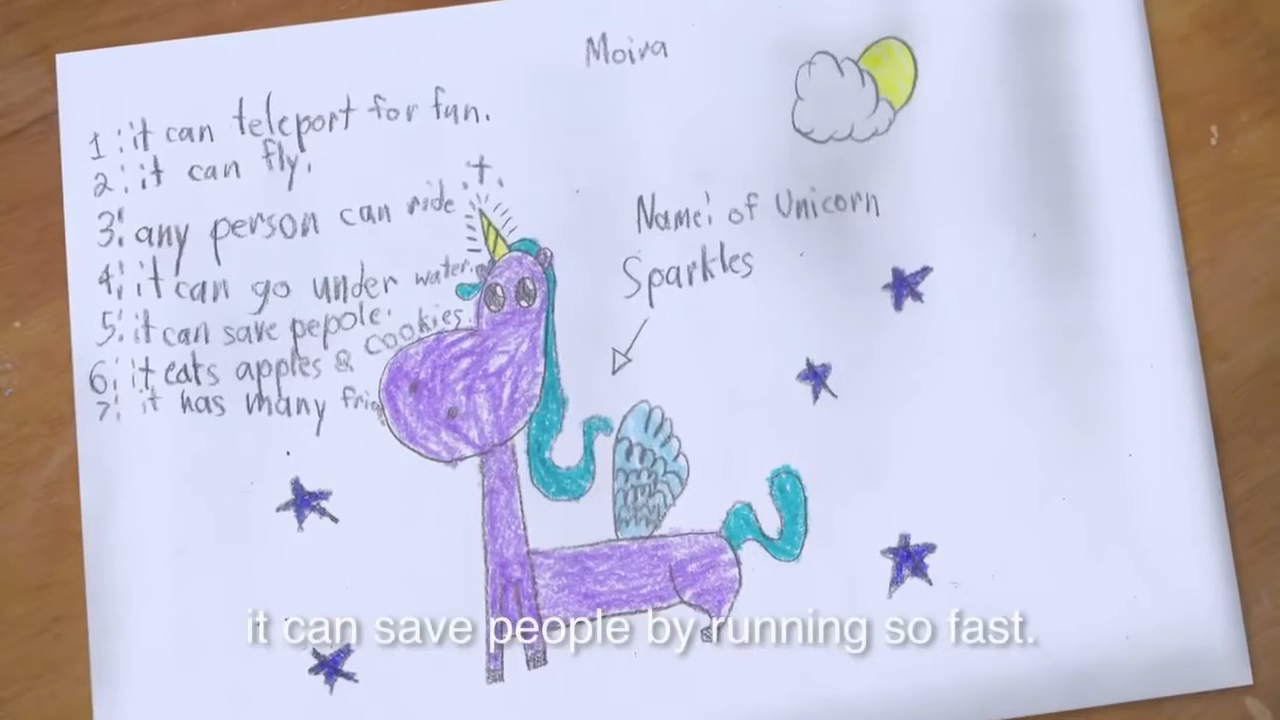 Moira
1: it can teleport for fun.
2: it can fly.
3: any person can ride
4: it can go under water.
5: it can save pepole.
6: it eats apples & cookies.
7: it has many
Name: of Unicorn
Sparkles
it can save people by running so fast.